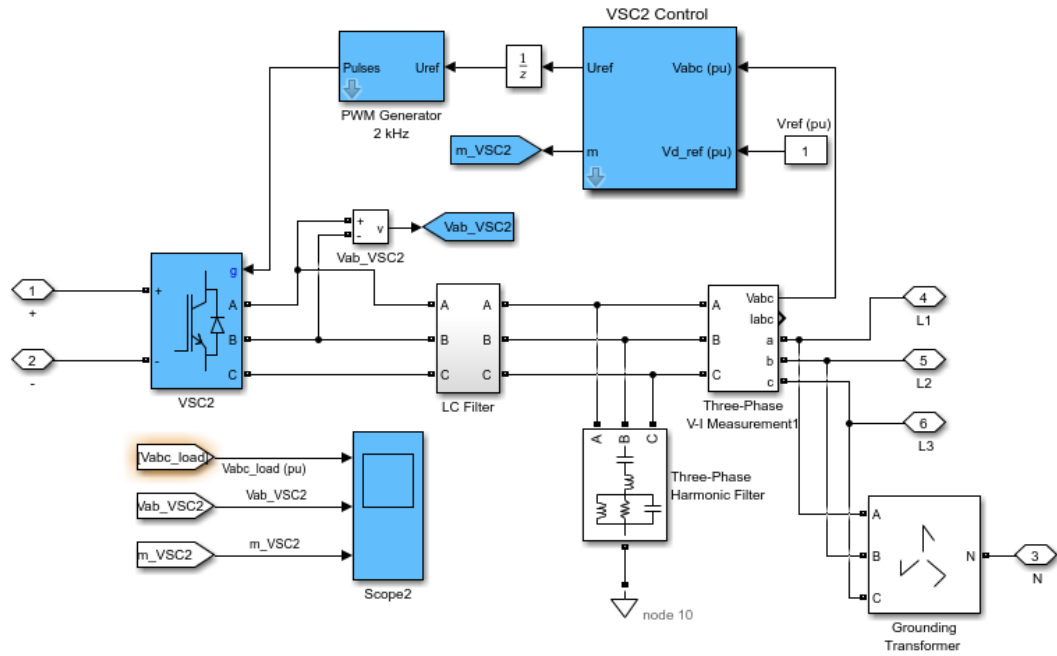 VSC2 Control
Pulses
Uref
1
z
Uref
Vabc (pu)
PWM Generator
2 kHz
Vref (pu)
m_VSC2
m
Vd_ref (pu)
1
+
-
v
Vab_VSC2
Vab_VSC2
g
1
+
+
A
B
C
2
-
-
VSC2
A
B
C
A
B
C
LC Filter
A
B
C
Vabc
Iabc
a
b
c
4
L1
5
L2
6
L3
Three-Phase
V-I Measurement1
[Vabc_load]
Vabc_load (pu)
Vab_VSC2
Vab_VSC2
m_VSC2
m_VSC2
Scope2
A
B
C
Three-Phase
Harmonic Filter
node 10
A
B
C
N
3
N
Grounding
Transformer